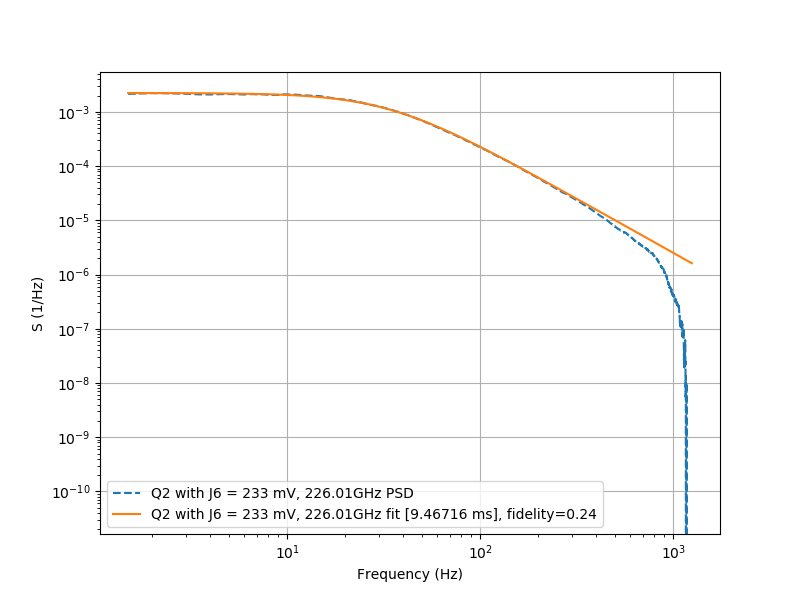 10⁻³
10⁻⁴
10⁻⁵
10⁻⁶
10⁻⁷
10⁻⁸
10⁻⁹
10⁻¹⁰
S (1/Hz)
Q2 with J6 = 233 mV, 226.01GHz PSD
Q2 with J6 = 233 mV, 226.01GHz fit [9.46716 ms], fidelity=0.24
10¹ 10² 10³
Frequency (Hz)